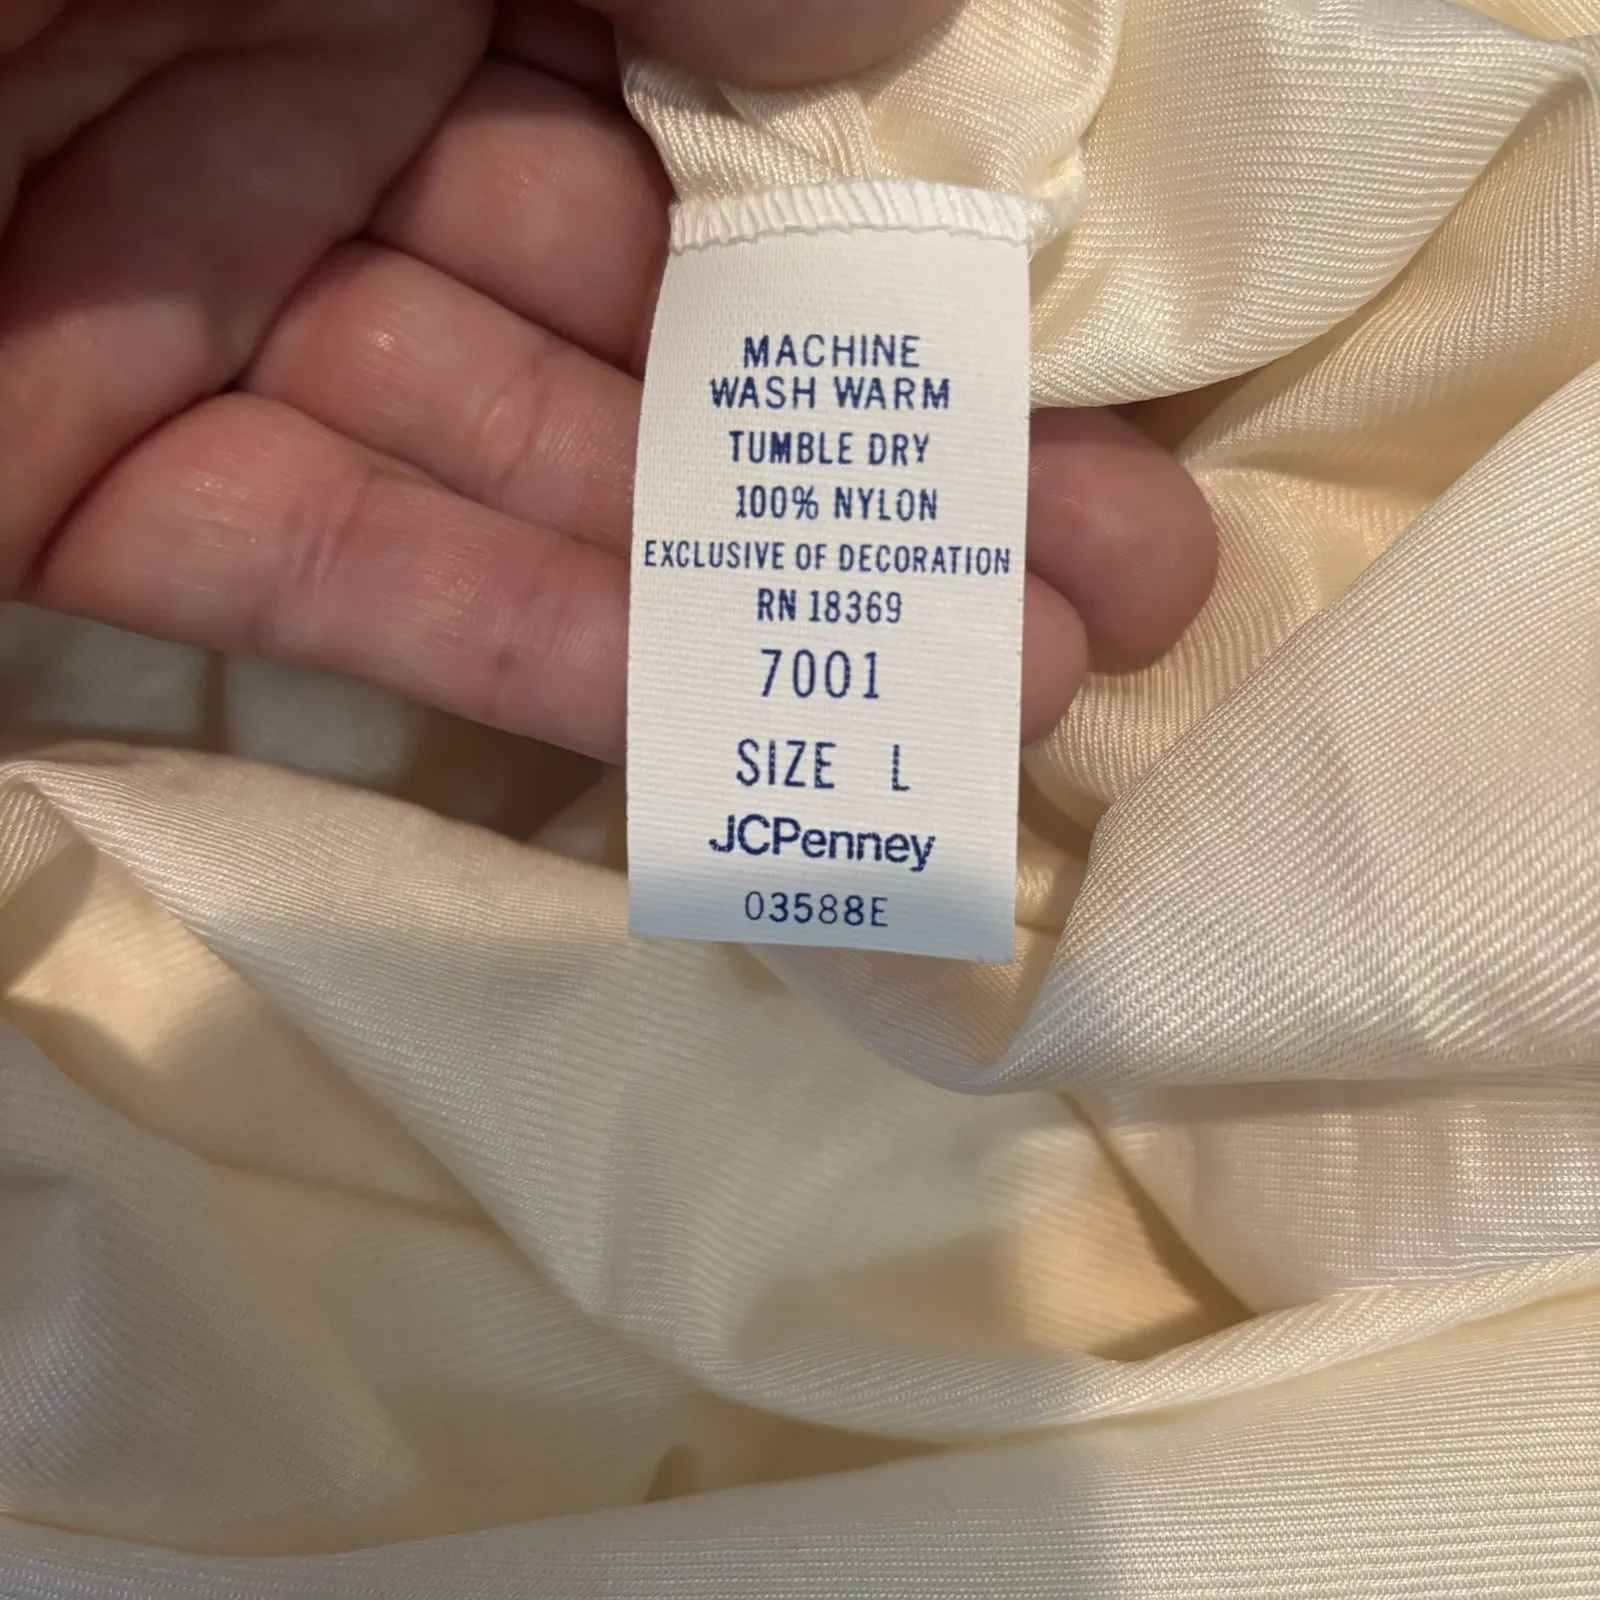 MACHINE
WASH WARM
TUMBLE DRY
100% NYLON
EXCLUSIVE OF DECORATION
RN 18369
7001
SIZE L
JCPenney
03588E